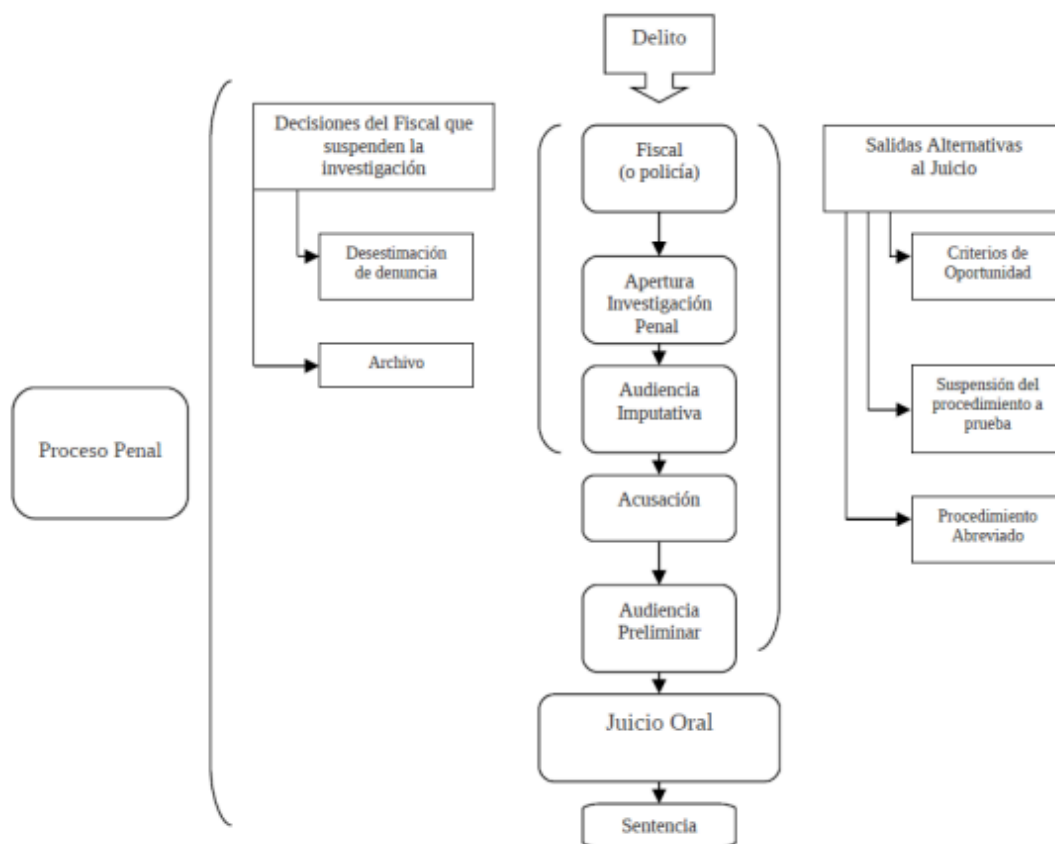 Delito
Decisiones del Fiscal que
suspenden la
investigación
Desestimación
de denuncia
Archivo
Proceso Penal
Fiscal
(o policía)
Apertura
Investigación
Penal
Audiencia
Imputativa
Acusación
Audiencia
Preliminar
Juicio Oral
Sentencia
Salidas Alternativas
al Juicio
Criterios de
Oportunidad
Suspensión del
procedimiento a
prueba
Procedimiento
Abreviado